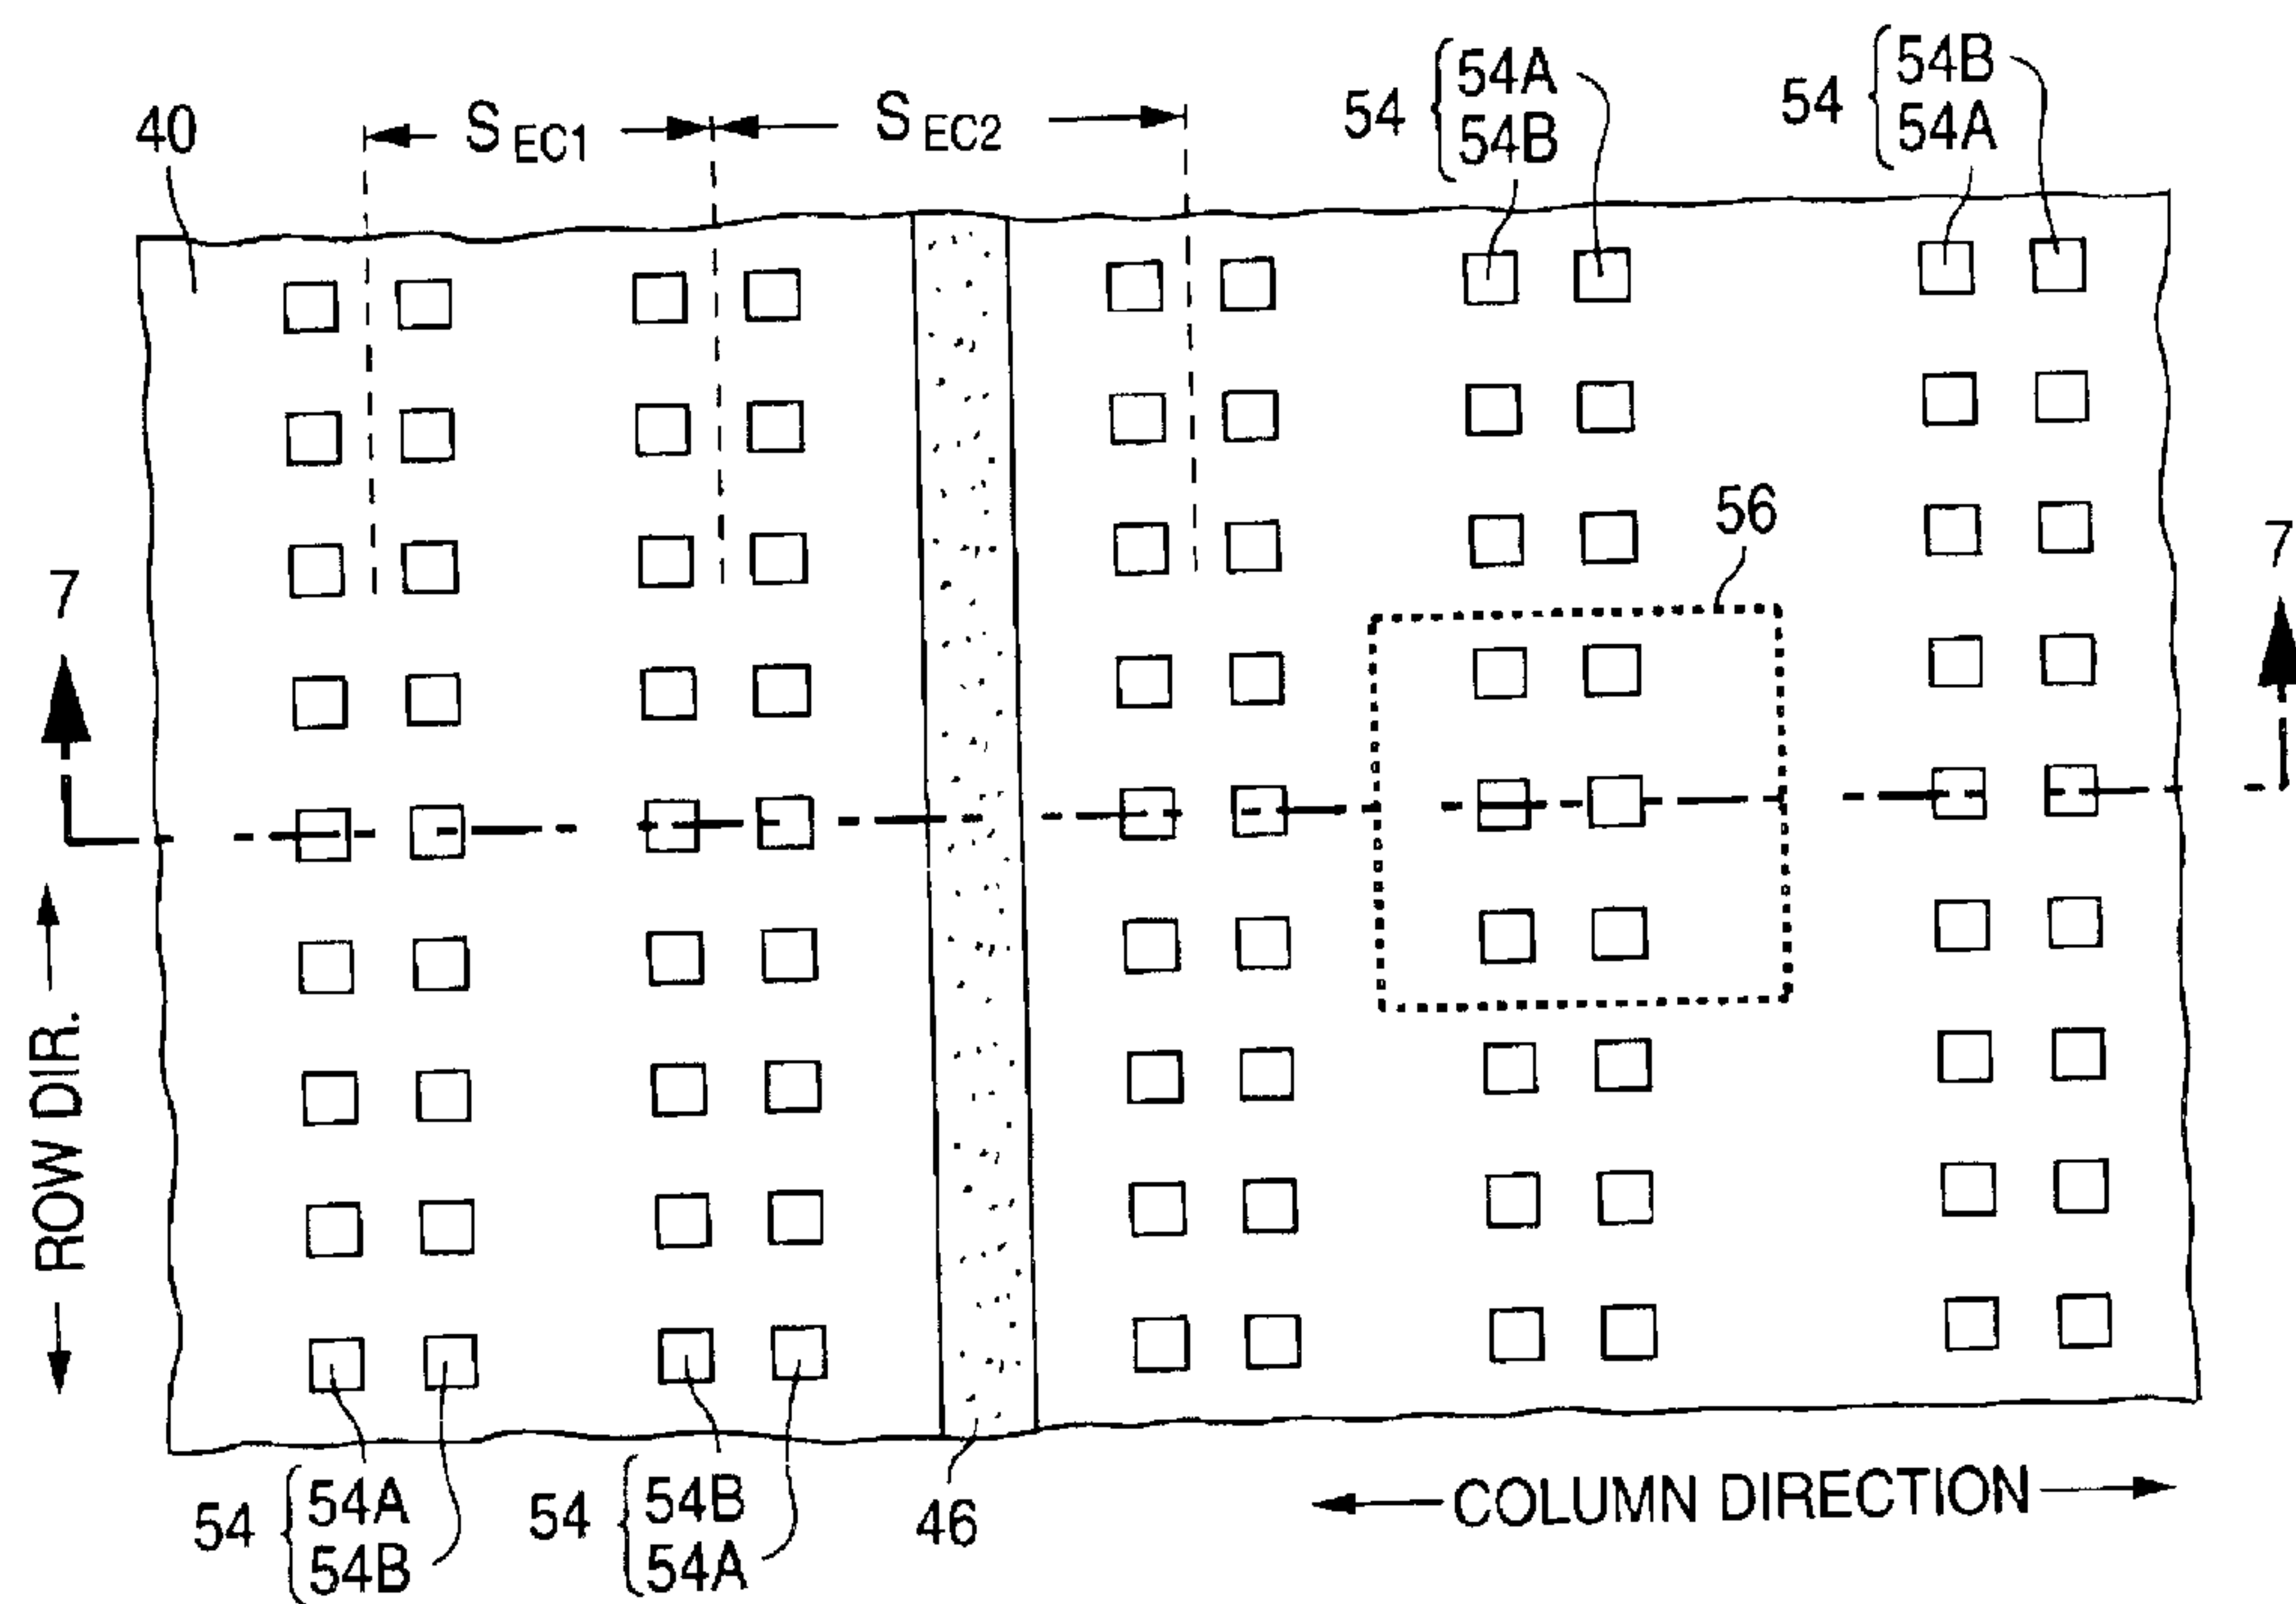 40
S EC1
S EC2
54 { 54A
54B
54 { 54B
54A
56
7
7
ROW DIR.
54 { 54A
54B
54 { 54B
54A
46
COLUMN DIRECTION